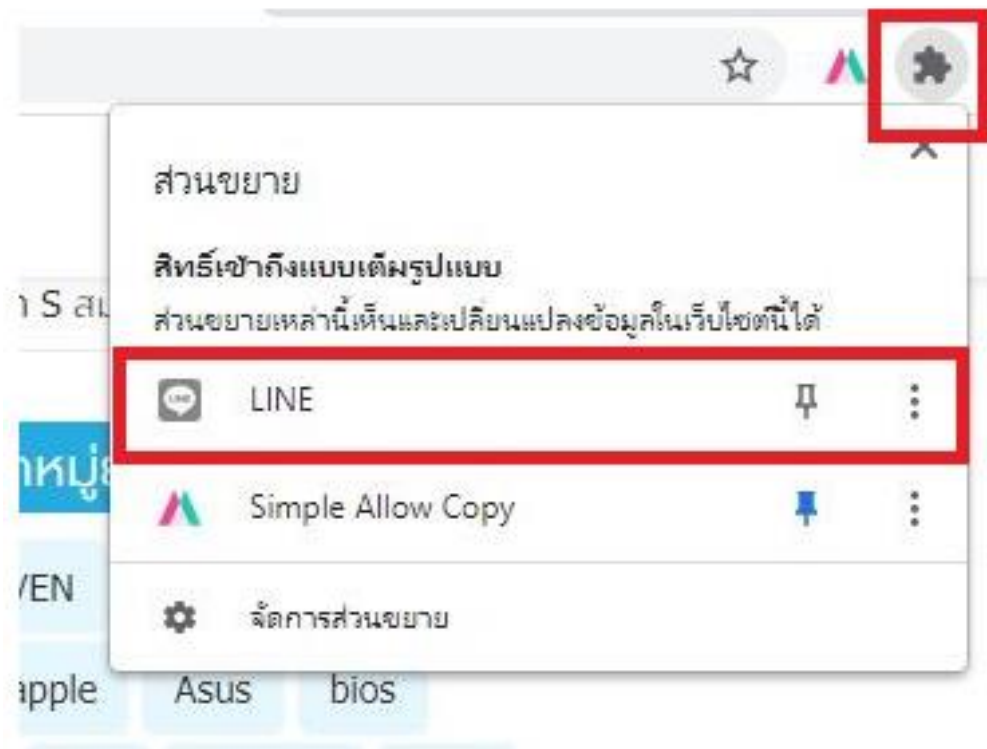 ส่วนขยาย
สิทธิ์เข้าถึงแบบเต็มรูปแบบ
ส่วนขยายเหล่านี้เห็นและเปลี่ยนแปลงข้อมูลในเว็บไซต์นี้ได้
S
LINE
Simple Allow Copy
จัดการส่วนขยาย
/EN
apple Asus bios